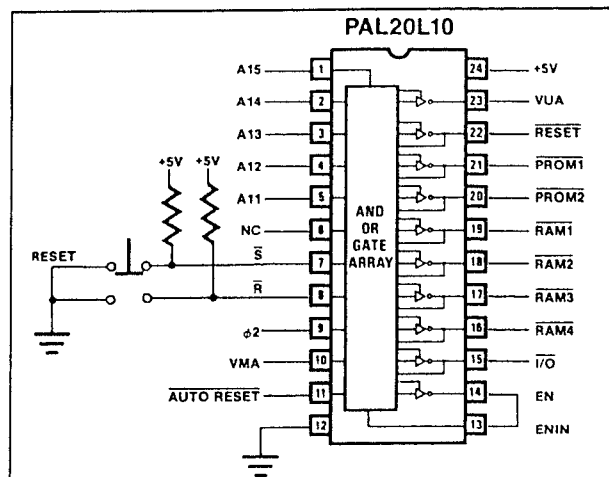 PAL20L10
A15 1 24 +5V
A14 2 23 VUA
A13 3 22 RESET
+5V +5V A12 4 21 PROM1
A11 5 20 PROM2
NC 6 19 RAM1
RESET S 7 18 RAM2
R 8 17 RAM3
φ2 9 16 RAM4
VMA 10 15 I/O
AUTO RESET 11 14 EN
12 13 ENIN
AND
OR
GATE
ARRAY